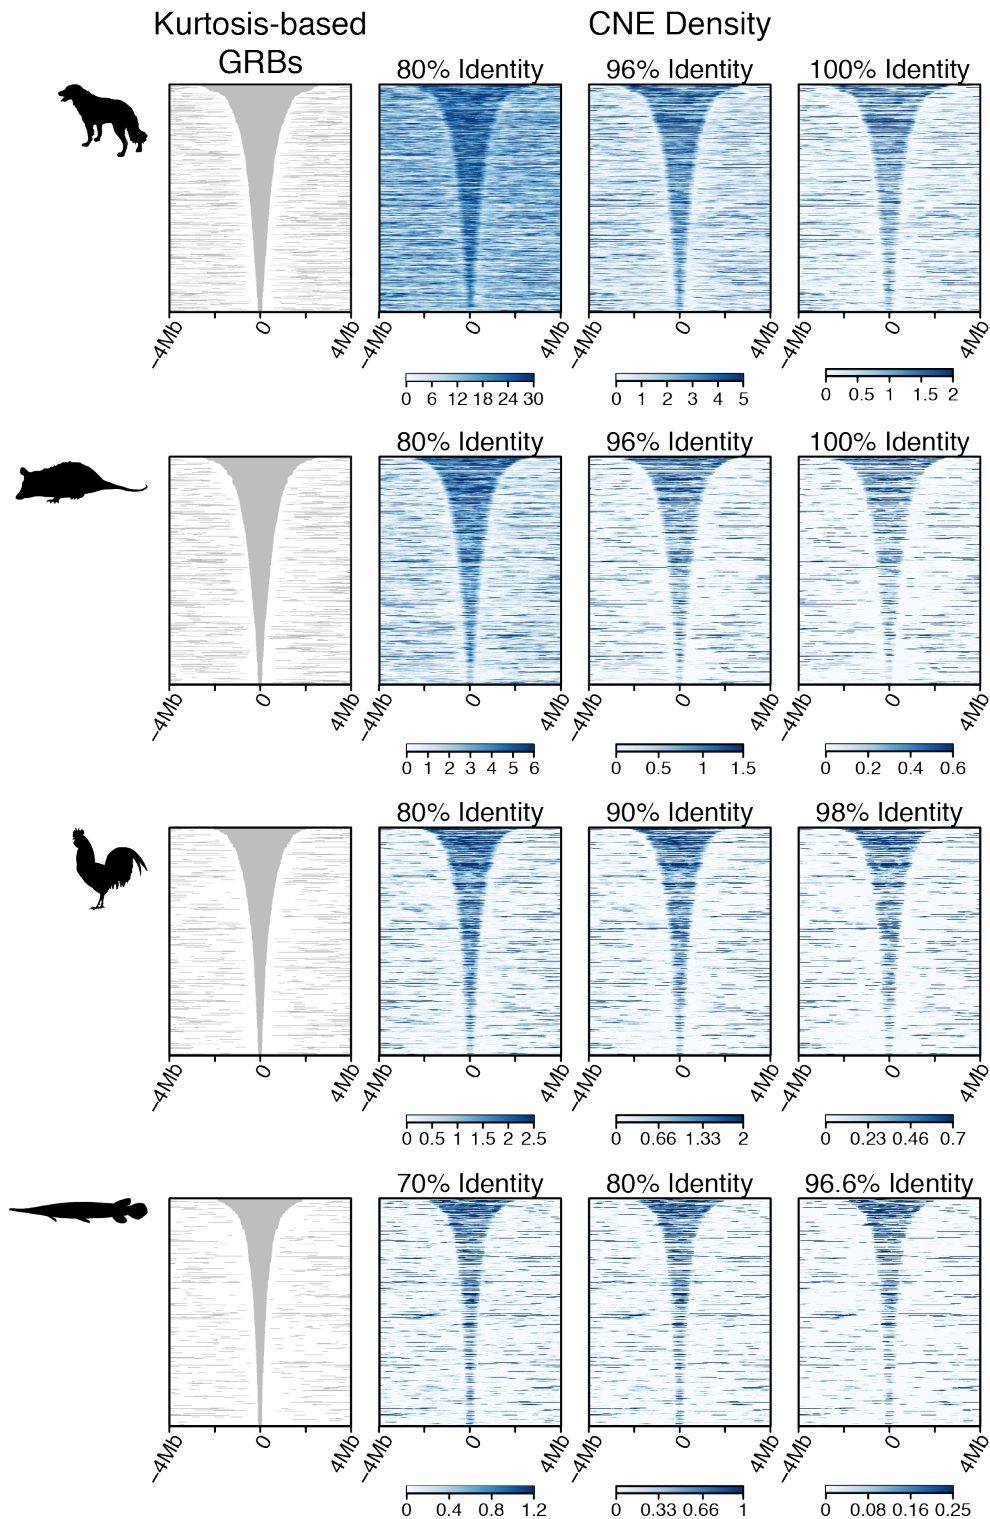 Kurtosis-based
GRBs
CNE Density
80% Identity
96% Identity
100% Identity
−4Mb 0 4Mb −4Mb 0 4Mb −4Mb 0 4Mb −4Mb 0 4Mb
0 6 12 18 24 30
0 1 2 3 4 5
0 0.5 1 1.5 2
80% Identity
96% Identity
100% Identity
−4Mb 0 4Mb −4Mb 0 4Mb −4Mb 0 4Mb −4Mb 0 4Mb
0 1 2 3 4 5 6
0 0.5 1 1.5
0 0.2 0.4 0.6
80% Identity
90% Identity
98% Identity
−4Mb 0 4Mb −4Mb 0 4Mb −4Mb 0 4Mb −4Mb 0 4Mb
0 0.5 1 1.5 2 2.5
0 0.66 1.33 2
0 0.23 0.46 0.7
70% Identity
80% Identity
96.6% Identity
−4Mb 0 4Mb −4Mb 0 4Mb −4Mb 0 4Mb −4Mb 0 4Mb
0 0.4 0.8 1.2
0 0.33 0.66 1
0 0.08 0.16 0.25